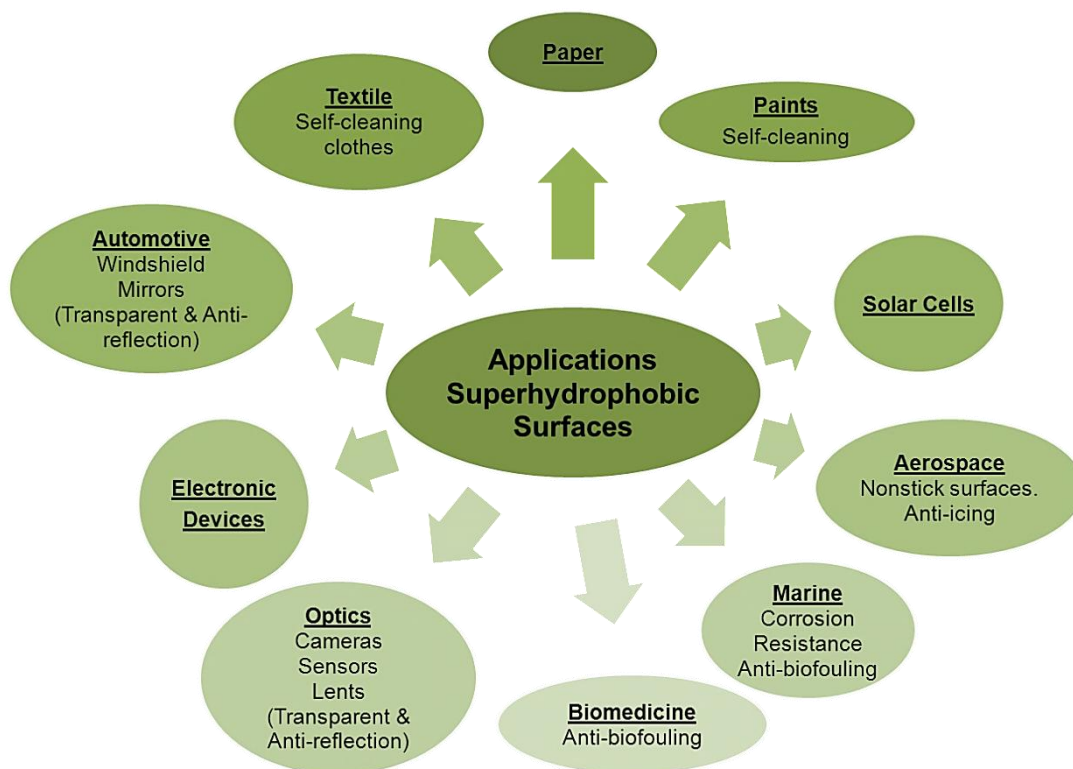 Paper
Textile
Self-cleaning
clothes
Paints
Self-cleaning
Automotive
Windshield
Mirrors
(Transparent & Anti-
reflection)
Solar Cells
Applications
Superhydrophobic
Surfaces
Electronic
Devices
Aerospace
Nonstick surfaces.
Anti-icing
Optics
Cameras
Sensors
Lents
(Transparent &
Anti-reflection)
Marine
Corrosion
Resistance
Anti-biofouling
Biomedicine
Anti-biofouling